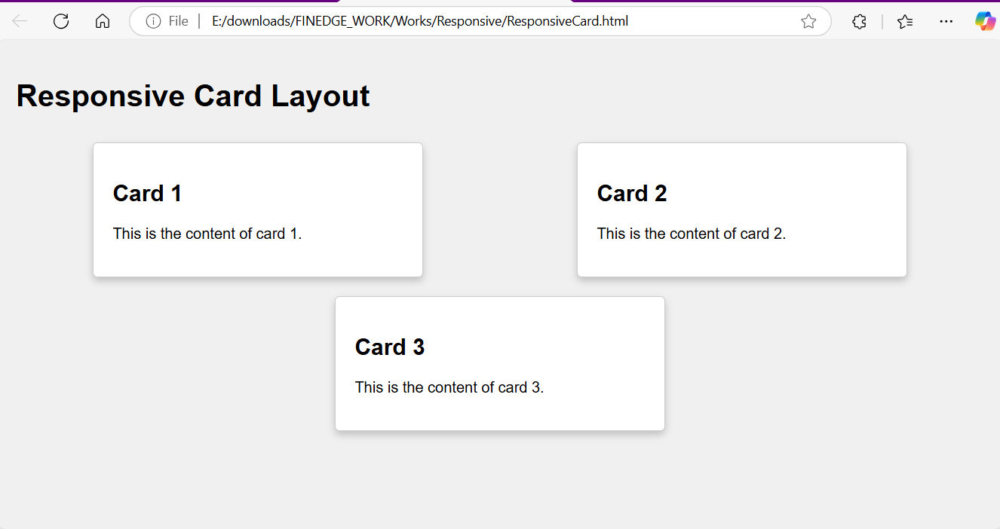 File
E:/downloads/FINEDGE_WORK/Works/Responsive/ResponsiveCard.html
Responsive Card Layout
Card 1
This is the content of card 1.
Card 2
This is the content of card 2.
Card 3
This is the content of card 3.